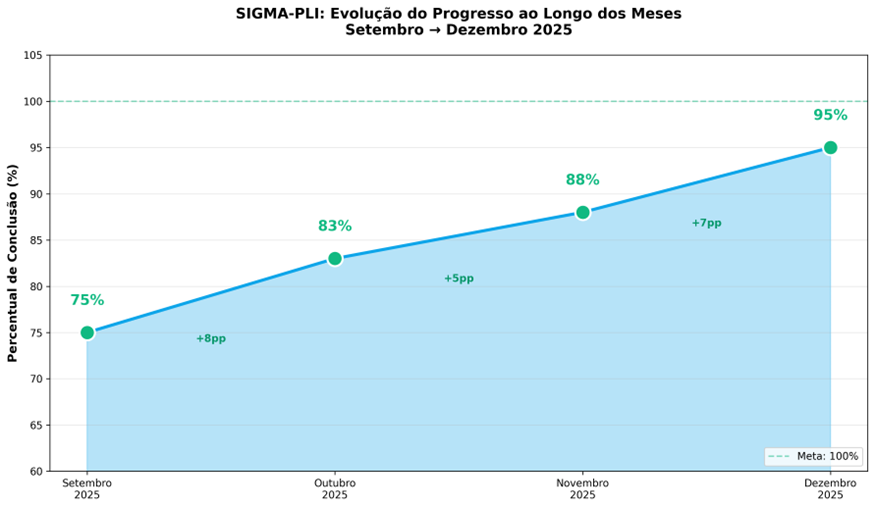 SIGMA-PLI: Evolução do Progresso ao Longo dos Meses
Setembro → Dezembro 2025
Percentual de Conclusão (%)
105
100
95
90
85
80
75
70
65
60
75%
83%
88%
95%
+8pp
+5pp
+7pp
Meta: 100%
Setembro
2025
Outubro
2025
Novembro
2025
Dezembro
2025